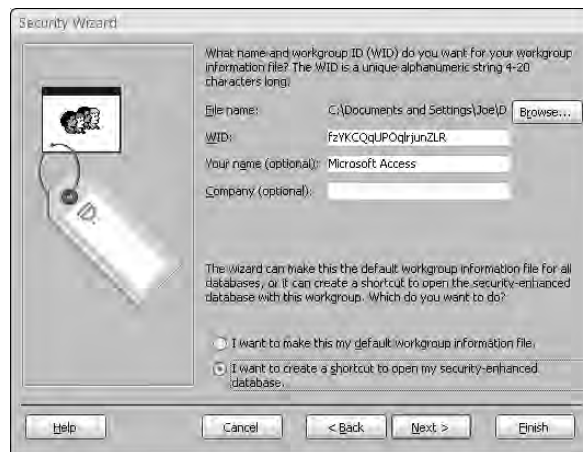 Security Wizard
What name and workgroup ID (WID) do you want for your workgroup
information file? The WID is a unique alphanumeric string 4-20
characters long.
File name: C:\Documents and Settings\Joe\D Browse...
WID: fzYKCQqUPOqlrjunZLR
Your name (optional): Microsoft Access
Company (optional):
ID:
The wizard can make this the default workgroup information file for all
databases, or it can create a shortcut to open the security-enhanced
database with this workgroup. Which do you want to do?
I want to make this my default workgroup information file.
I want to create a shortcut to open my security-enhanced
database.
Help Cancel < Back Next > Finish